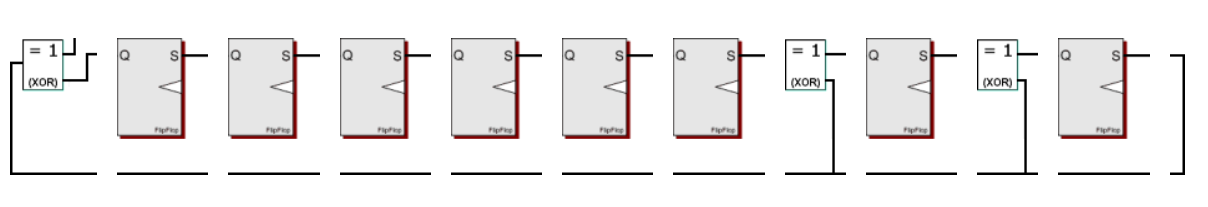 = 1
(XOR)
Q S
FlipFlop
Q S
FlipFlop
Q S
FlipFlop
Q S
FlipFlop
Q S
FlipFlop
Q S
FlipFlop
= 1
(XOR)
Q S
FlipFlop
= 1
(XOR)
Q S
FlipFlop